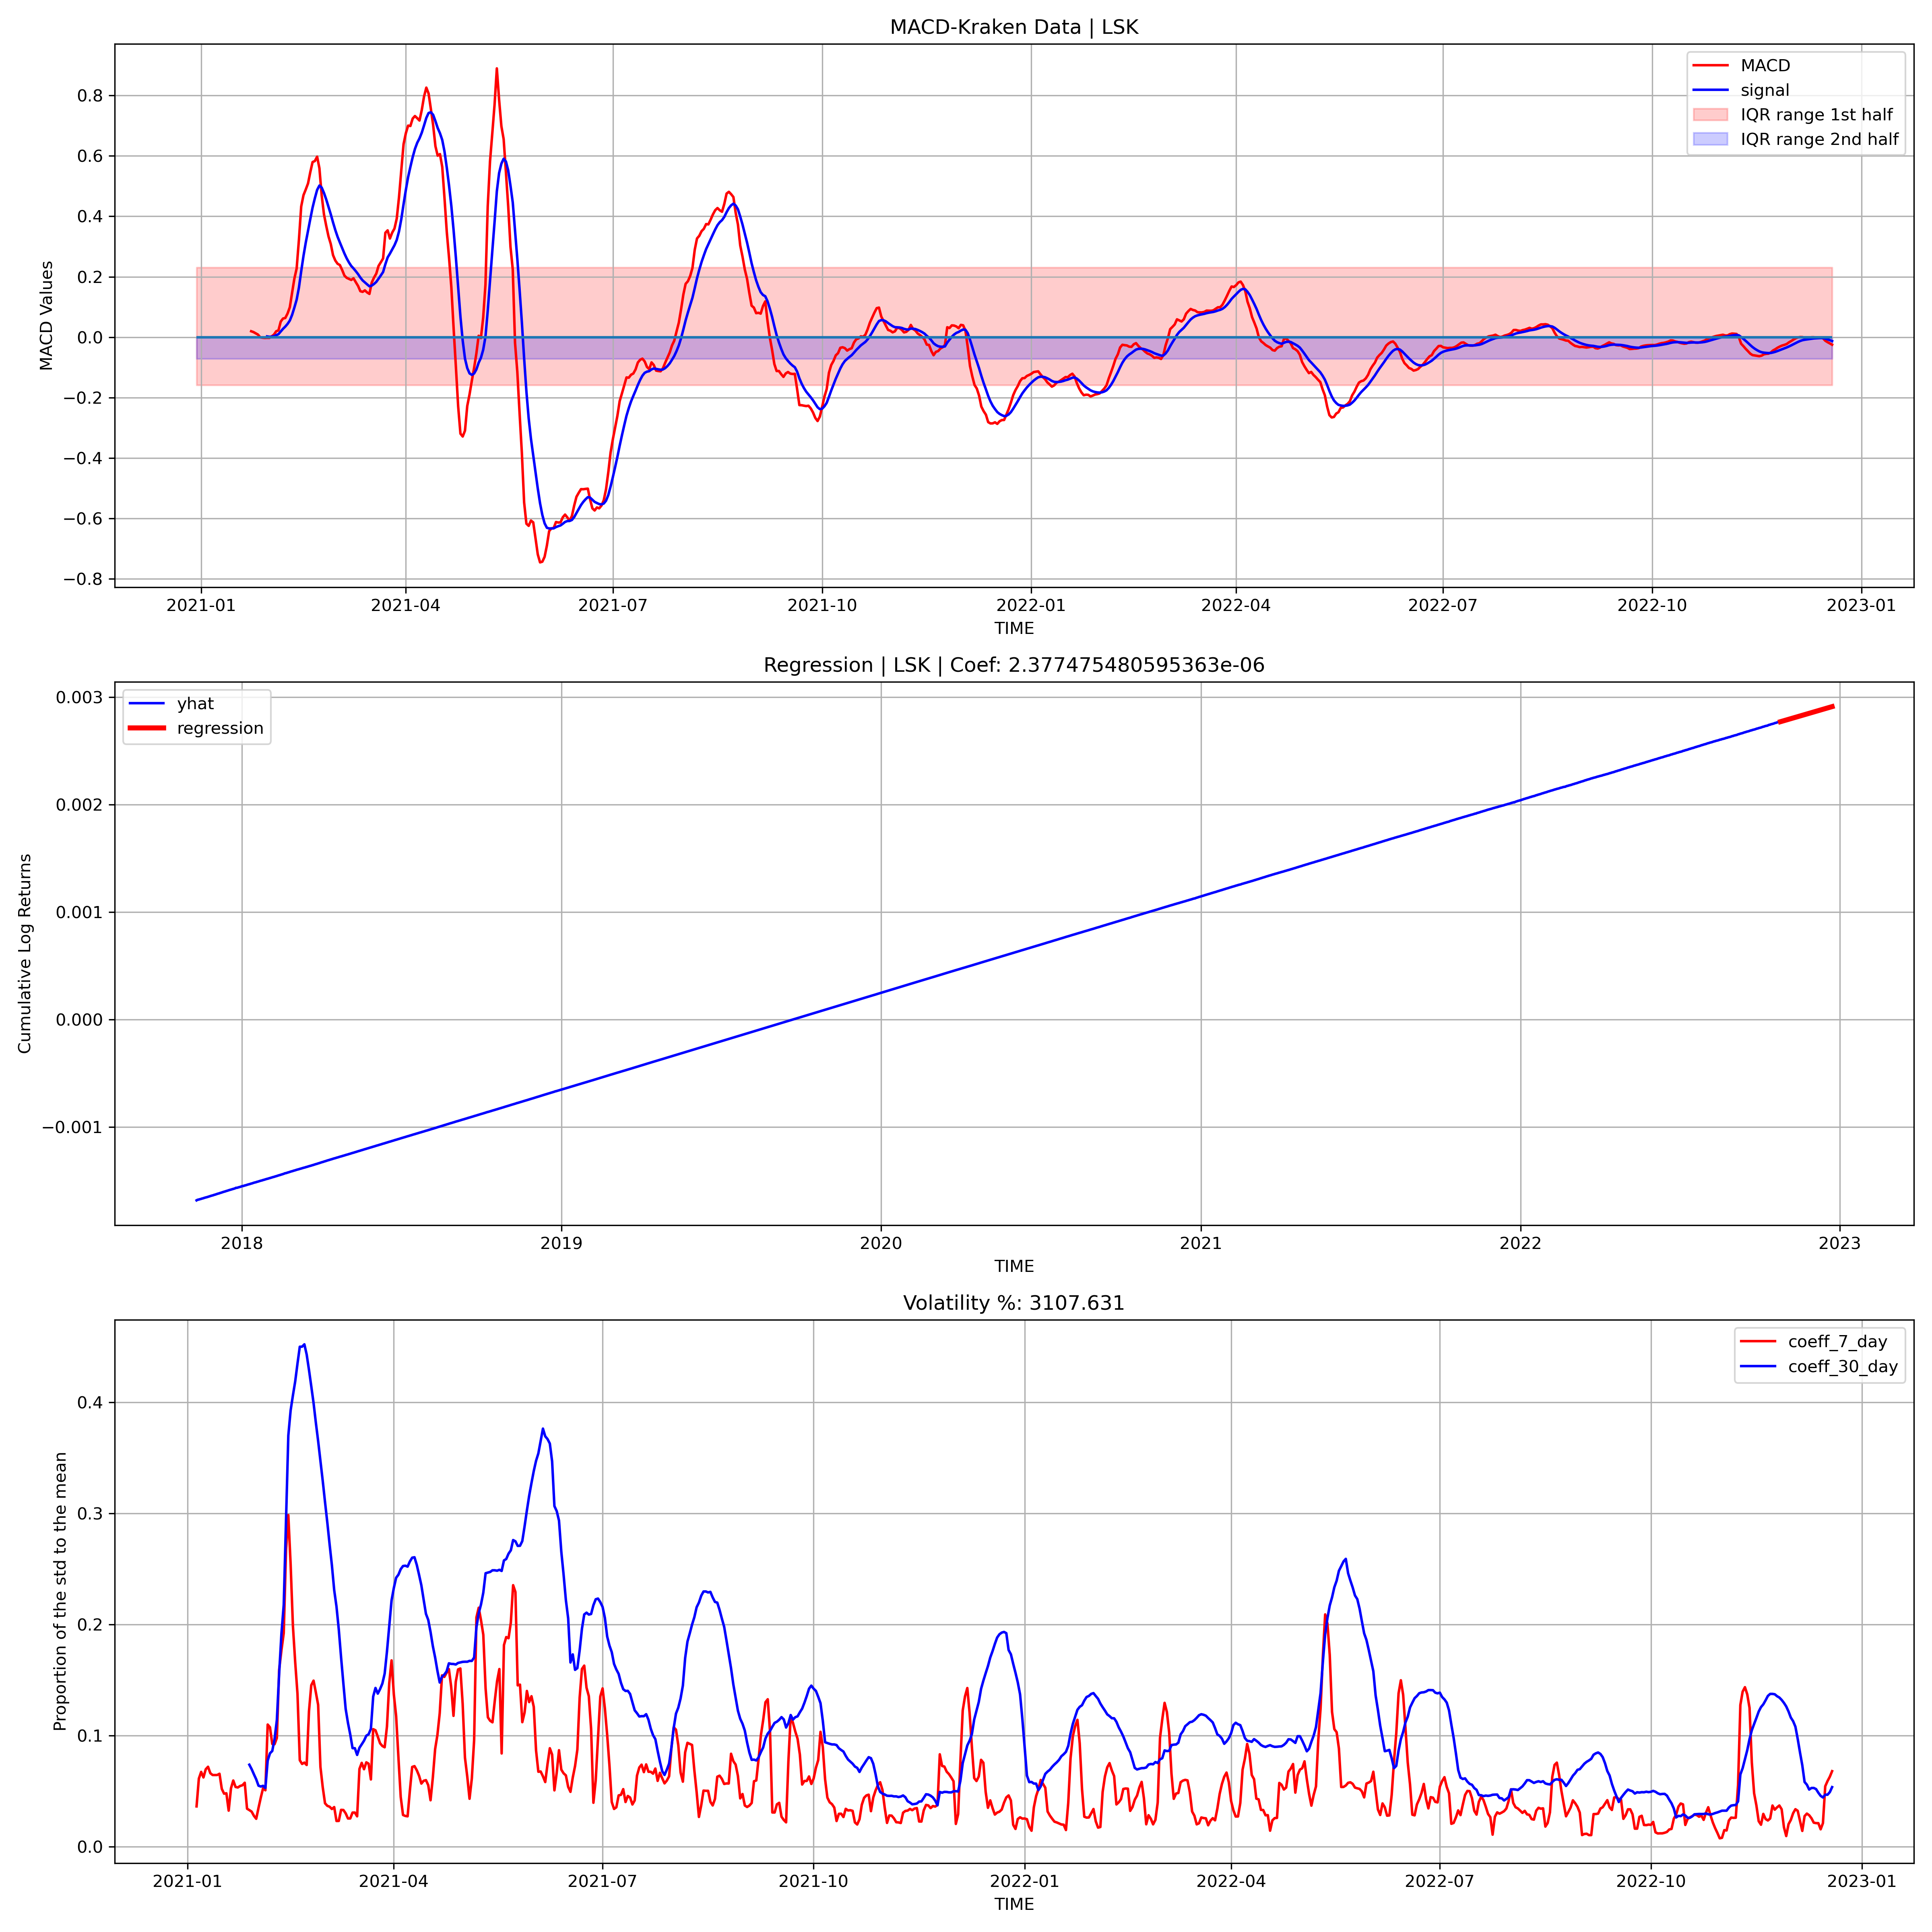 MACD-Kraken Data | LSK
MACD Values
0.8
0.6
0.4
0.2
0.0
−0.2
−0.4
−0.6
−0.8
MACD
signal
IQR range 1st half
IQR range 2nd half
2021-01 2021-04 2021-07 2021-10 2022-01 2022-04 2022-07 2022-10 2023-01
TIME
Regression | LSK | Coef: 2.377475480595363e-06
Cumulative Log Returns
0.003
0.002
0.001
0.000
−0.001
yhat
regression
2018 2019 2020 2021 2022 2023
TIME
Volatility %: 3107.631
Proportion of the std to the mean
0.4
0.3
0.2
0.1
0.0
coeff_7_day
coeff_30_day
2021-01 2021-04 2021-07 2021-10 2022-01 2022-04 2022-07 2022-10 2023-01
TIME